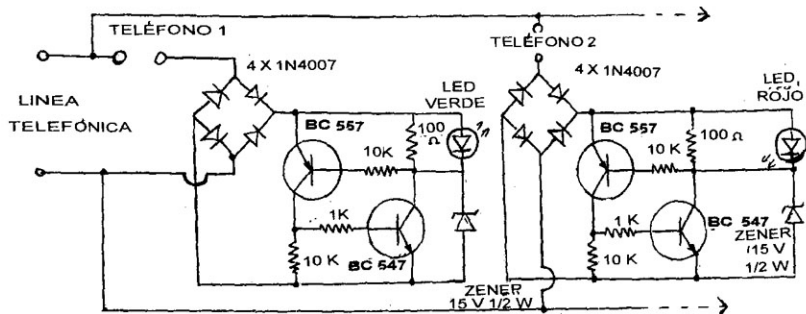 TELÉFONO 1
4 X 1N4007
LINEA
TELEFÓNICA
BC 557
100
Ω
LED
VERDE
10K
1K
10 K
BC 547
ZENER
15 V 1/2 W
TELÉFONO 2
4 X 1N4007
BC 557
100 Ω
LED
ROJO
10 K
1 K
10 K
BC 547
ZENER
15 V
1/2 W